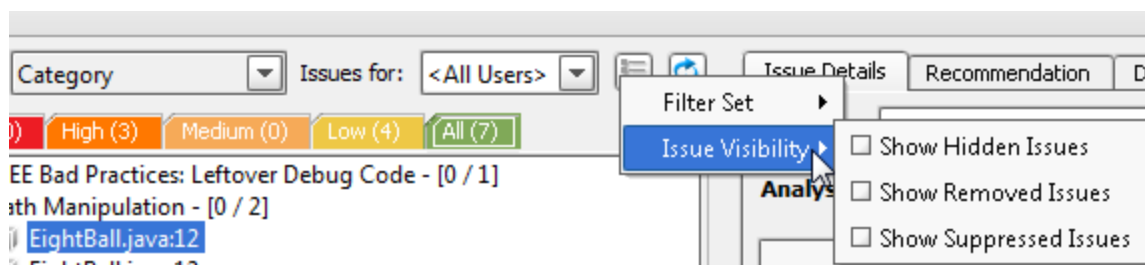 Category
Issues for:
<All Users>
Issue Details
Recommendation
D
Filter Set
Issue Visibility
Show Hidden Issues
Show Removed Issues
Show Suppressed Issues
0)
High (3)
Medium (0)
Low (4)
All (7)
EE Bad Practices: Leftover Debug Code - [0 / 1]
ath Manipulation - [0 / 2]
EightBall.java:12
Analys